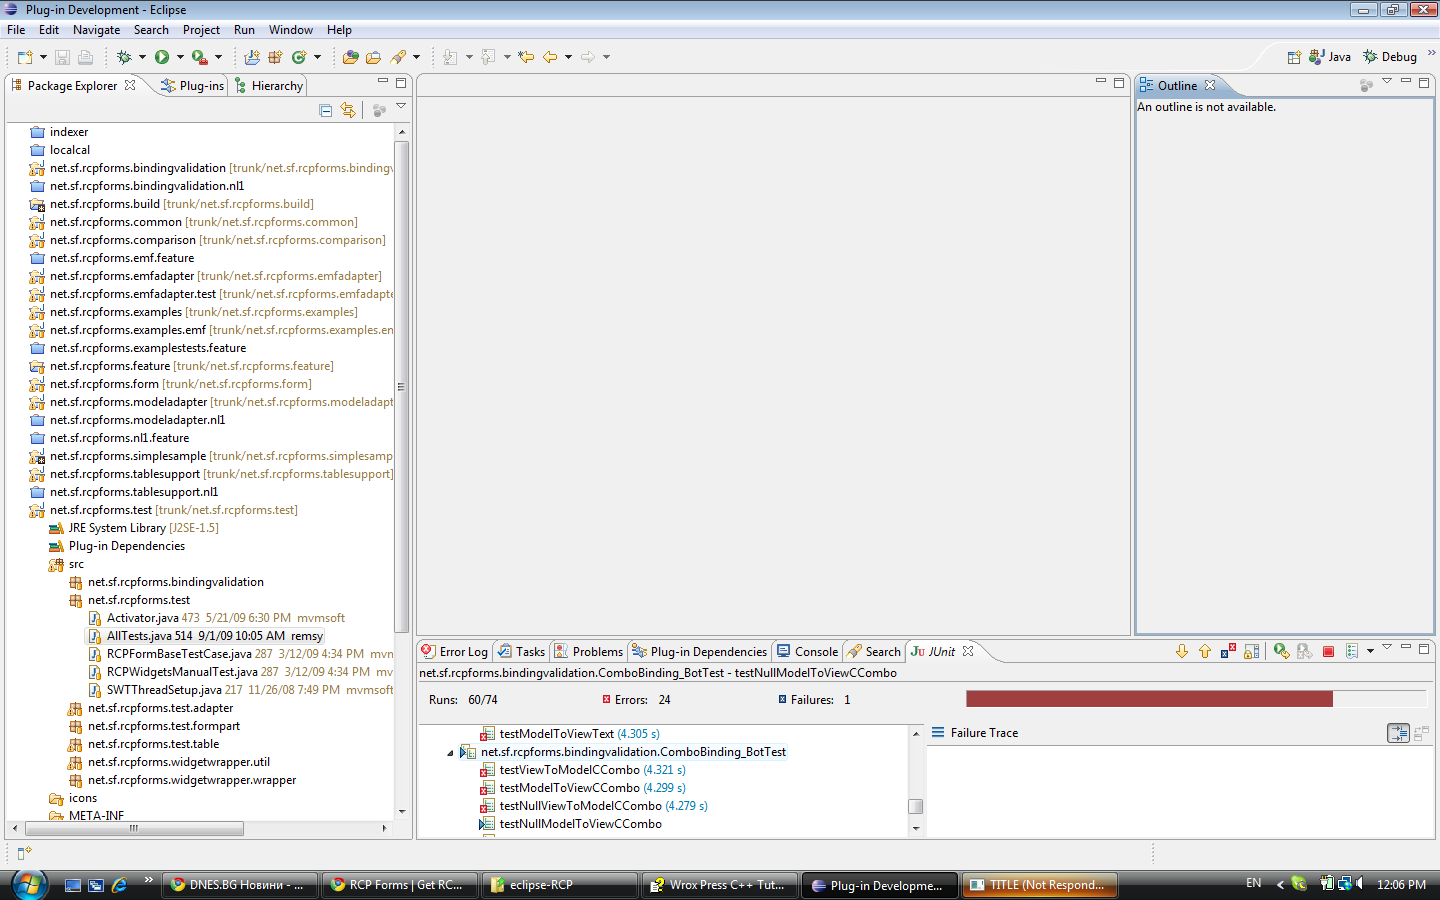 Plug-in Development - Eclipse
File Edit Navigate Search Project Run Window Help
Java Debug
Package Explorer Plug-ins Hierarchy
indexer
localcal
net.sf.rcpforms.bindingvalidation [trunk/net.sf.rcpforms.binding
net.sf.rcpforms.bindingvalidation.nl1
net.sf.rcpforms.build [trunk/net.sf.rcpforms.build]
net.sf.rcpforms.common [trunk/net.sf.rcpforms.common]
net.sf.rcpforms.comparison [trunk/net.sf.rcpforms.comparison]
net.sf.rcpforms.emf.feature
net.sf.rcpforms.emfadapter [trunk/net.sf.rcpforms.emfadapter]
net.sf.rcpforms.emfadapter.test [trunk/net.sf.rcpforms.emfadapte
net.sf.rcpforms.examples [trunk/net.sf.rcpforms.examples]
net.sf.rcpforms.examples.emf [trunk/net.sf.rcpforms.examples.en
net.sf.rcpforms.examplestests.feature
net.sf.rcpforms.feature [trunk/net.sf.rcpforms.feature]
net.sf.rcpforms.form [trunk/net.sf.rcpforms.form]
net.sf.rcpforms.modeladapter [trunk/net.sf.rcpforms.modeladapt
net.sf.rcpforms.modeladapter.nl1
net.sf.rcpforms.nl1.feature
net.sf.rcpforms.simplesample [trunk/net.sf.rcpforms.simplesamp
net.sf.rcpforms.tablesupport [trunk/net.sf.rcpforms.tablesupport]
net.sf.rcpforms.tablesupport.nl1
net.sf.rcpforms.test [trunk/net.sf.rcpforms.test]
JRE System Library [J2SE-1.5]
Plug-in Dependencies
src
net.sf.rcpforms.bindingvalidation
net.sf.rcpforms.test
Activator.java 473 5/21/09 6:30 PM mvmsoft
AllTests.java 514 9/1/09 10:05 AM remsy
RCPFormBaseTestCase.java 287 3/12/09 4:34 PM mvn
RCPWidgetsManualTest.java 287 3/12/09 4:34 PM mv
SWTThreadSetup.java 217 11/26/08 7:49 PM mvmsoft
net.sf.rcpforms.test.adapter
net.sf.rcpforms.test.formpart
net.sf.rcpforms.test.table
net.sf.rcpforms.widgetwrapper.util
net.sf.rcpforms.widgetwrapper.wrapper
icons
META-INF
Outline
An outline is not available.
Error Log Tasks Problems Plug-in Dependencies Console Search JUnit
net.sf.rcpforms.bindingvalidation.ComboBinding_BotTest - testNullModelToViewCCombo
Runs: 60/74 Errors: 24 Failures: 1
testModelToViewText (4.305 s)
net.sf.rcpforms.bindingvalidation.ComboBinding_BotTest
testViewToModelCCombo (4.321 s)
testModelToViewCCombo (4.299 s)
testNullViewToModelCCombo (4.279 s)
testNullModelToViewCCombo
Failure Trace
DNES.BG Новини - ... RCP Forms | Get RC... eclipse-RCP Wrox Press C++ Tut... Plug-in Developme... TITLE (Not Respond... EN 12:06 PM